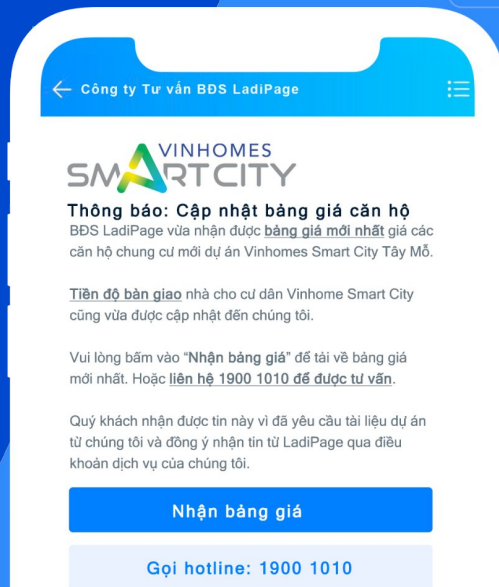 Công ty Tư vấn BĐS LadiPage
VINHOMES
SMARTCITY
Thông báo: Cập nhật bảng giá căn hộ
BĐS LadiPage vừa nhận được bảng giá mới nhất giá các
căn hộ chung cư mới dự án Vinhomes Smart City Tây Mỗ.
Tiền độ bàn giao nhà cho cư dân Vinhome Smart City
cũng vừa được cập nhật đến chúng tôi.
Vui lòng bấm vào “Nhận bảng giá” để tải về bảng giá
mới nhất. Hoặc liên hệ 1900 1010 để được tư vấn.
Quý khách nhận được tin này vì đã yêu cầu tài liệu dự án
từ chúng tôi và đồng ý nhận tin từ LadiPage qua điều
khoản dịch vụ của chúng tôi.
Nhận bảng giá
Gọi hotline: 1900 1010